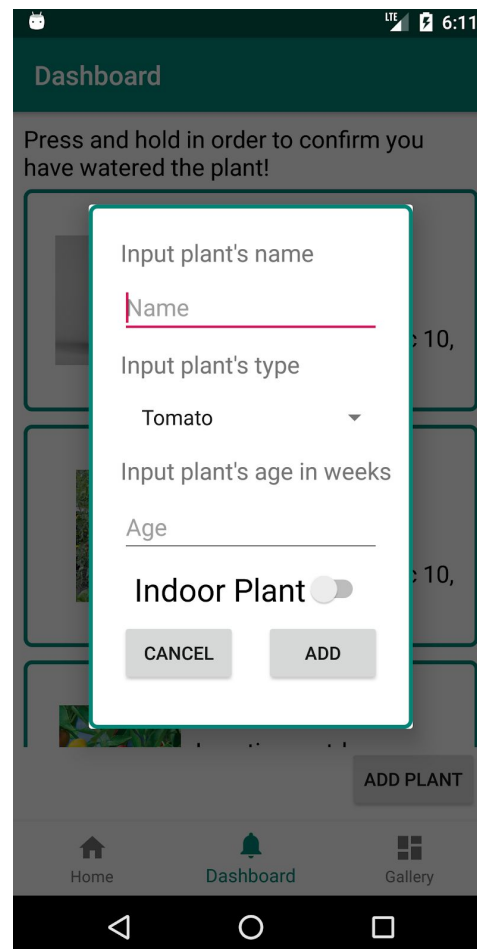 LTE 6:11
Dashboard
Press and hold in order to confirm you
have watered the plant!
Input plant's name
Name
10,
Input plant's type
Tomato
Input plant's age in weeks
Age
10,
Indoor Plant
CANCEL ADD
ADD PLANT
Home Dashboard Gallery